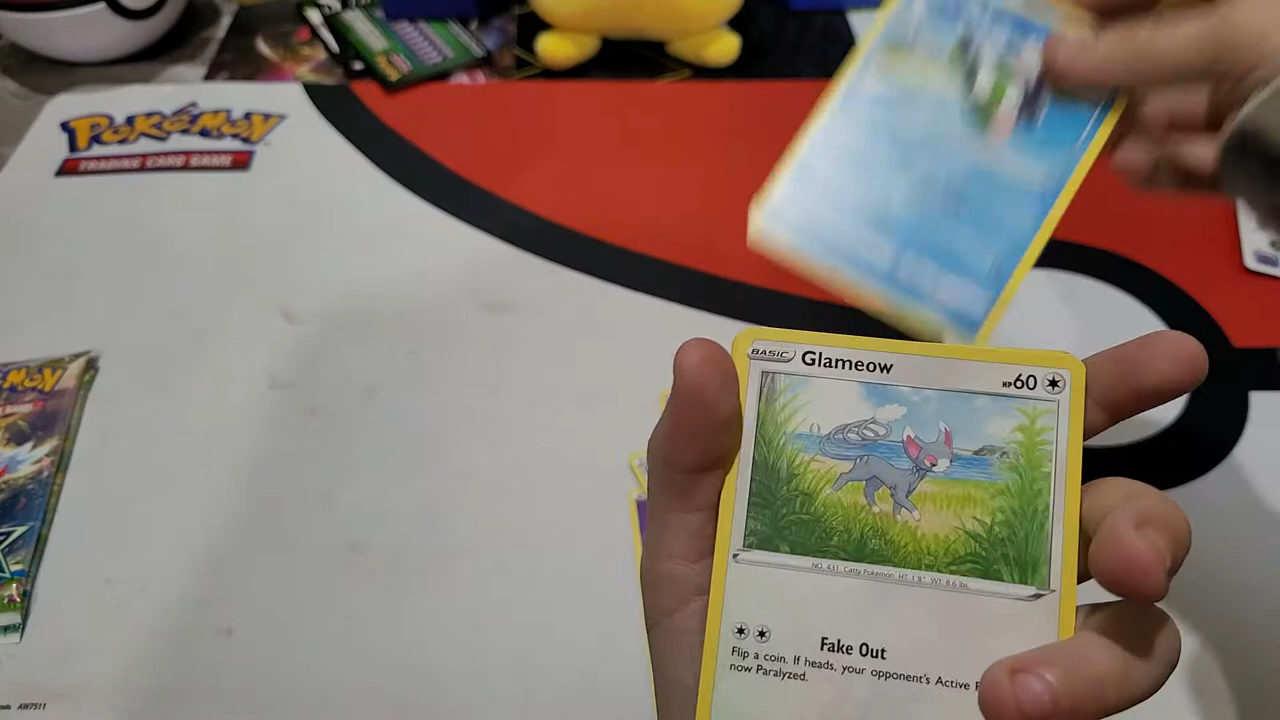 POKéMON
TRADING CARD GAME
BASIC Glameow HP60
NO. 431 Catty Pokémon HT: 1'8" WT: 8.6 lbs.
Fake Out
Flip a coin. If heads, your opponent's Active
now Paralyzed.
AW7511